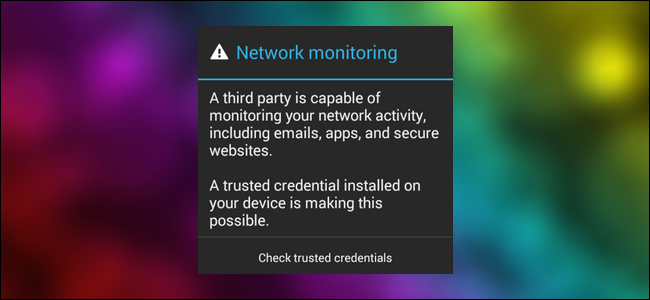 Network monitoring
A third party is capable of
monitoring your network activity,
including emails, apps, and secure
websites.
A trusted credential installed on
your device is making this
possible.
Check trusted credentials